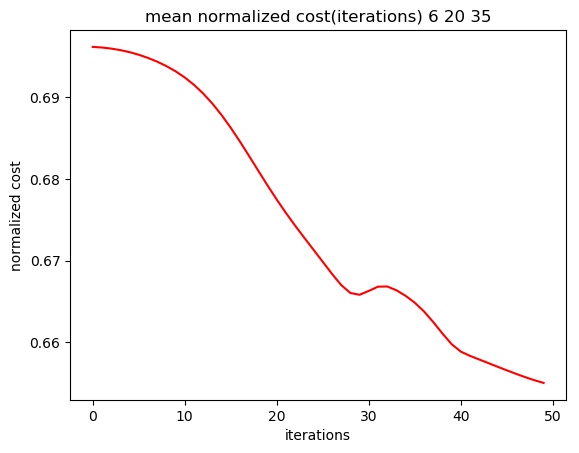 mean normalized cost(iterations) 6 20 35
normalized cost
0.69
0.68
0.67
0.66
0 10 20 30 40 50
iterations